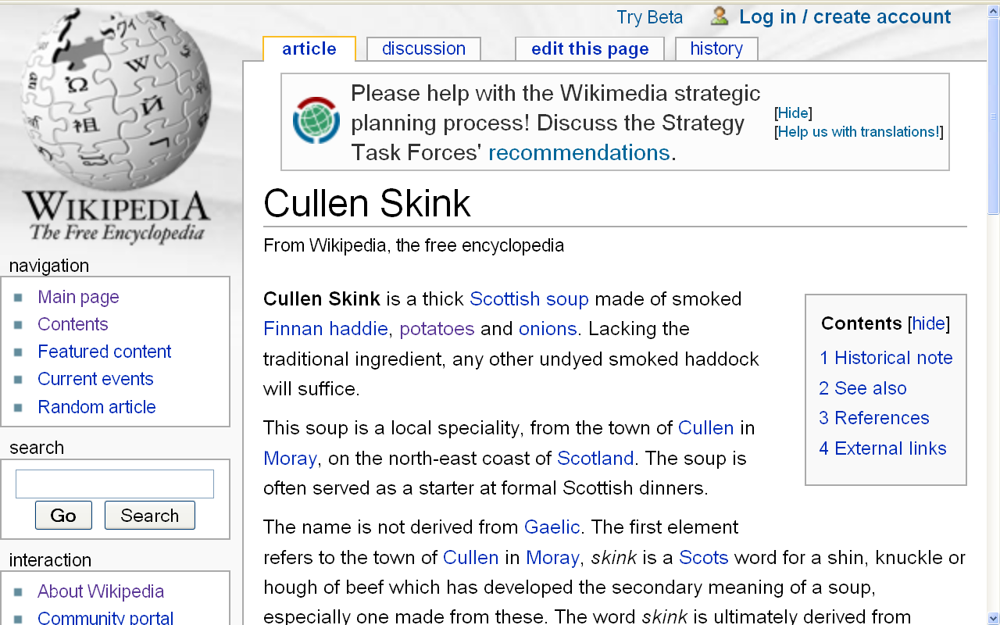 Try Beta Log in / create account
article discussion edit this page history
Please help with the Wikimedia strategic
planning process! Discuss the Strategy
Task Forces' recommendations.
[Hide]
[Help us with translations!]
WIKIPEDIA
The Free Encyclopedia
navigation
Main page
Contents
Featured content
Current events
Random article
search
Go Search
interaction
About Wikipedia
Community portal
Cullen Skink
From Wikipedia, the free encyclopedia
Cullen Skink is a thick Scottish soup made of smoked
Finnan haddie, potatoes and onions. Lacking the
traditional ingredient, any other undyed smoked haddock
will suffice.
Contents [hide]
1 Historical note
2 See also
3 References
4 External links
This soup is a local speciality, from the town of Cullen in
Moray, on the north-east coast of Scotland. The soup is
often served as a starter at formal Scottish dinners.
The name is not derived from Gaelic. The first element
refers to the town of Cullen in Moray, skink is a Scots word for a shin, knuckle or
hough of beef which has developed the secondary meaning of a soup,
especially one made from these. The word skink is ultimately derived from